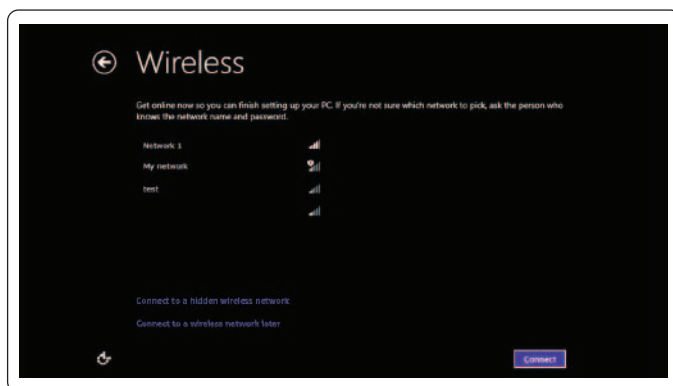 Wireless
Get online now so you can finish setting up your PC. If you're not sure which network to pick, ask the person who
knows the network name and password.
Network 1
My network
test
Connect to a hidden wireless network
Connect to a wireless network later
Connect